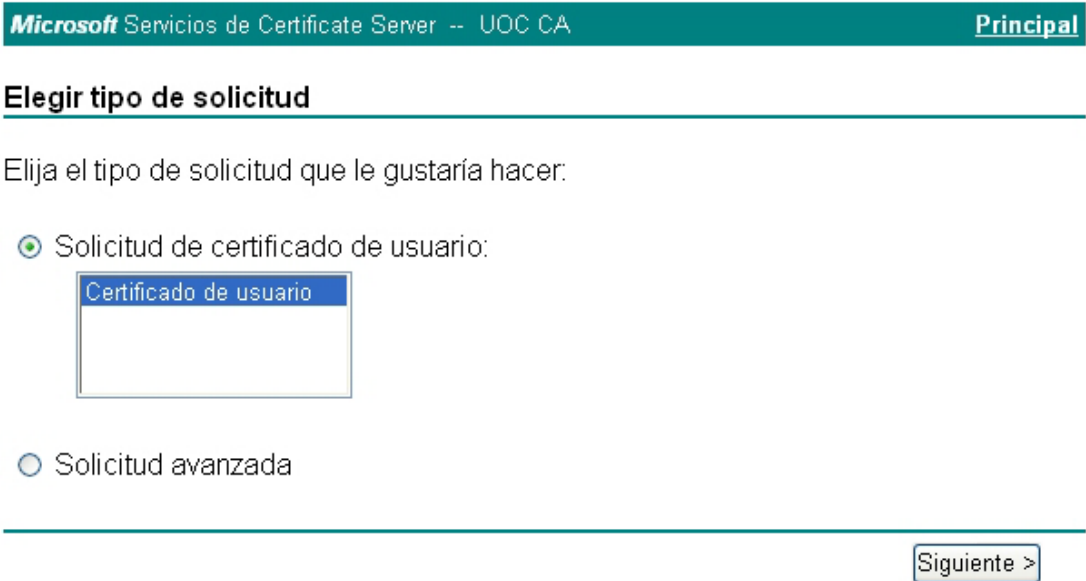 Microsoft Servicios de Certificate Server -- UOC CA Principal
Elegir tipo de solicitud
Elija el tipo de solicitud que le gustaría hacer:
Solicitud de certificado de usuario:
Certificado de usuario
Solicitud avanzada
Siguiente >